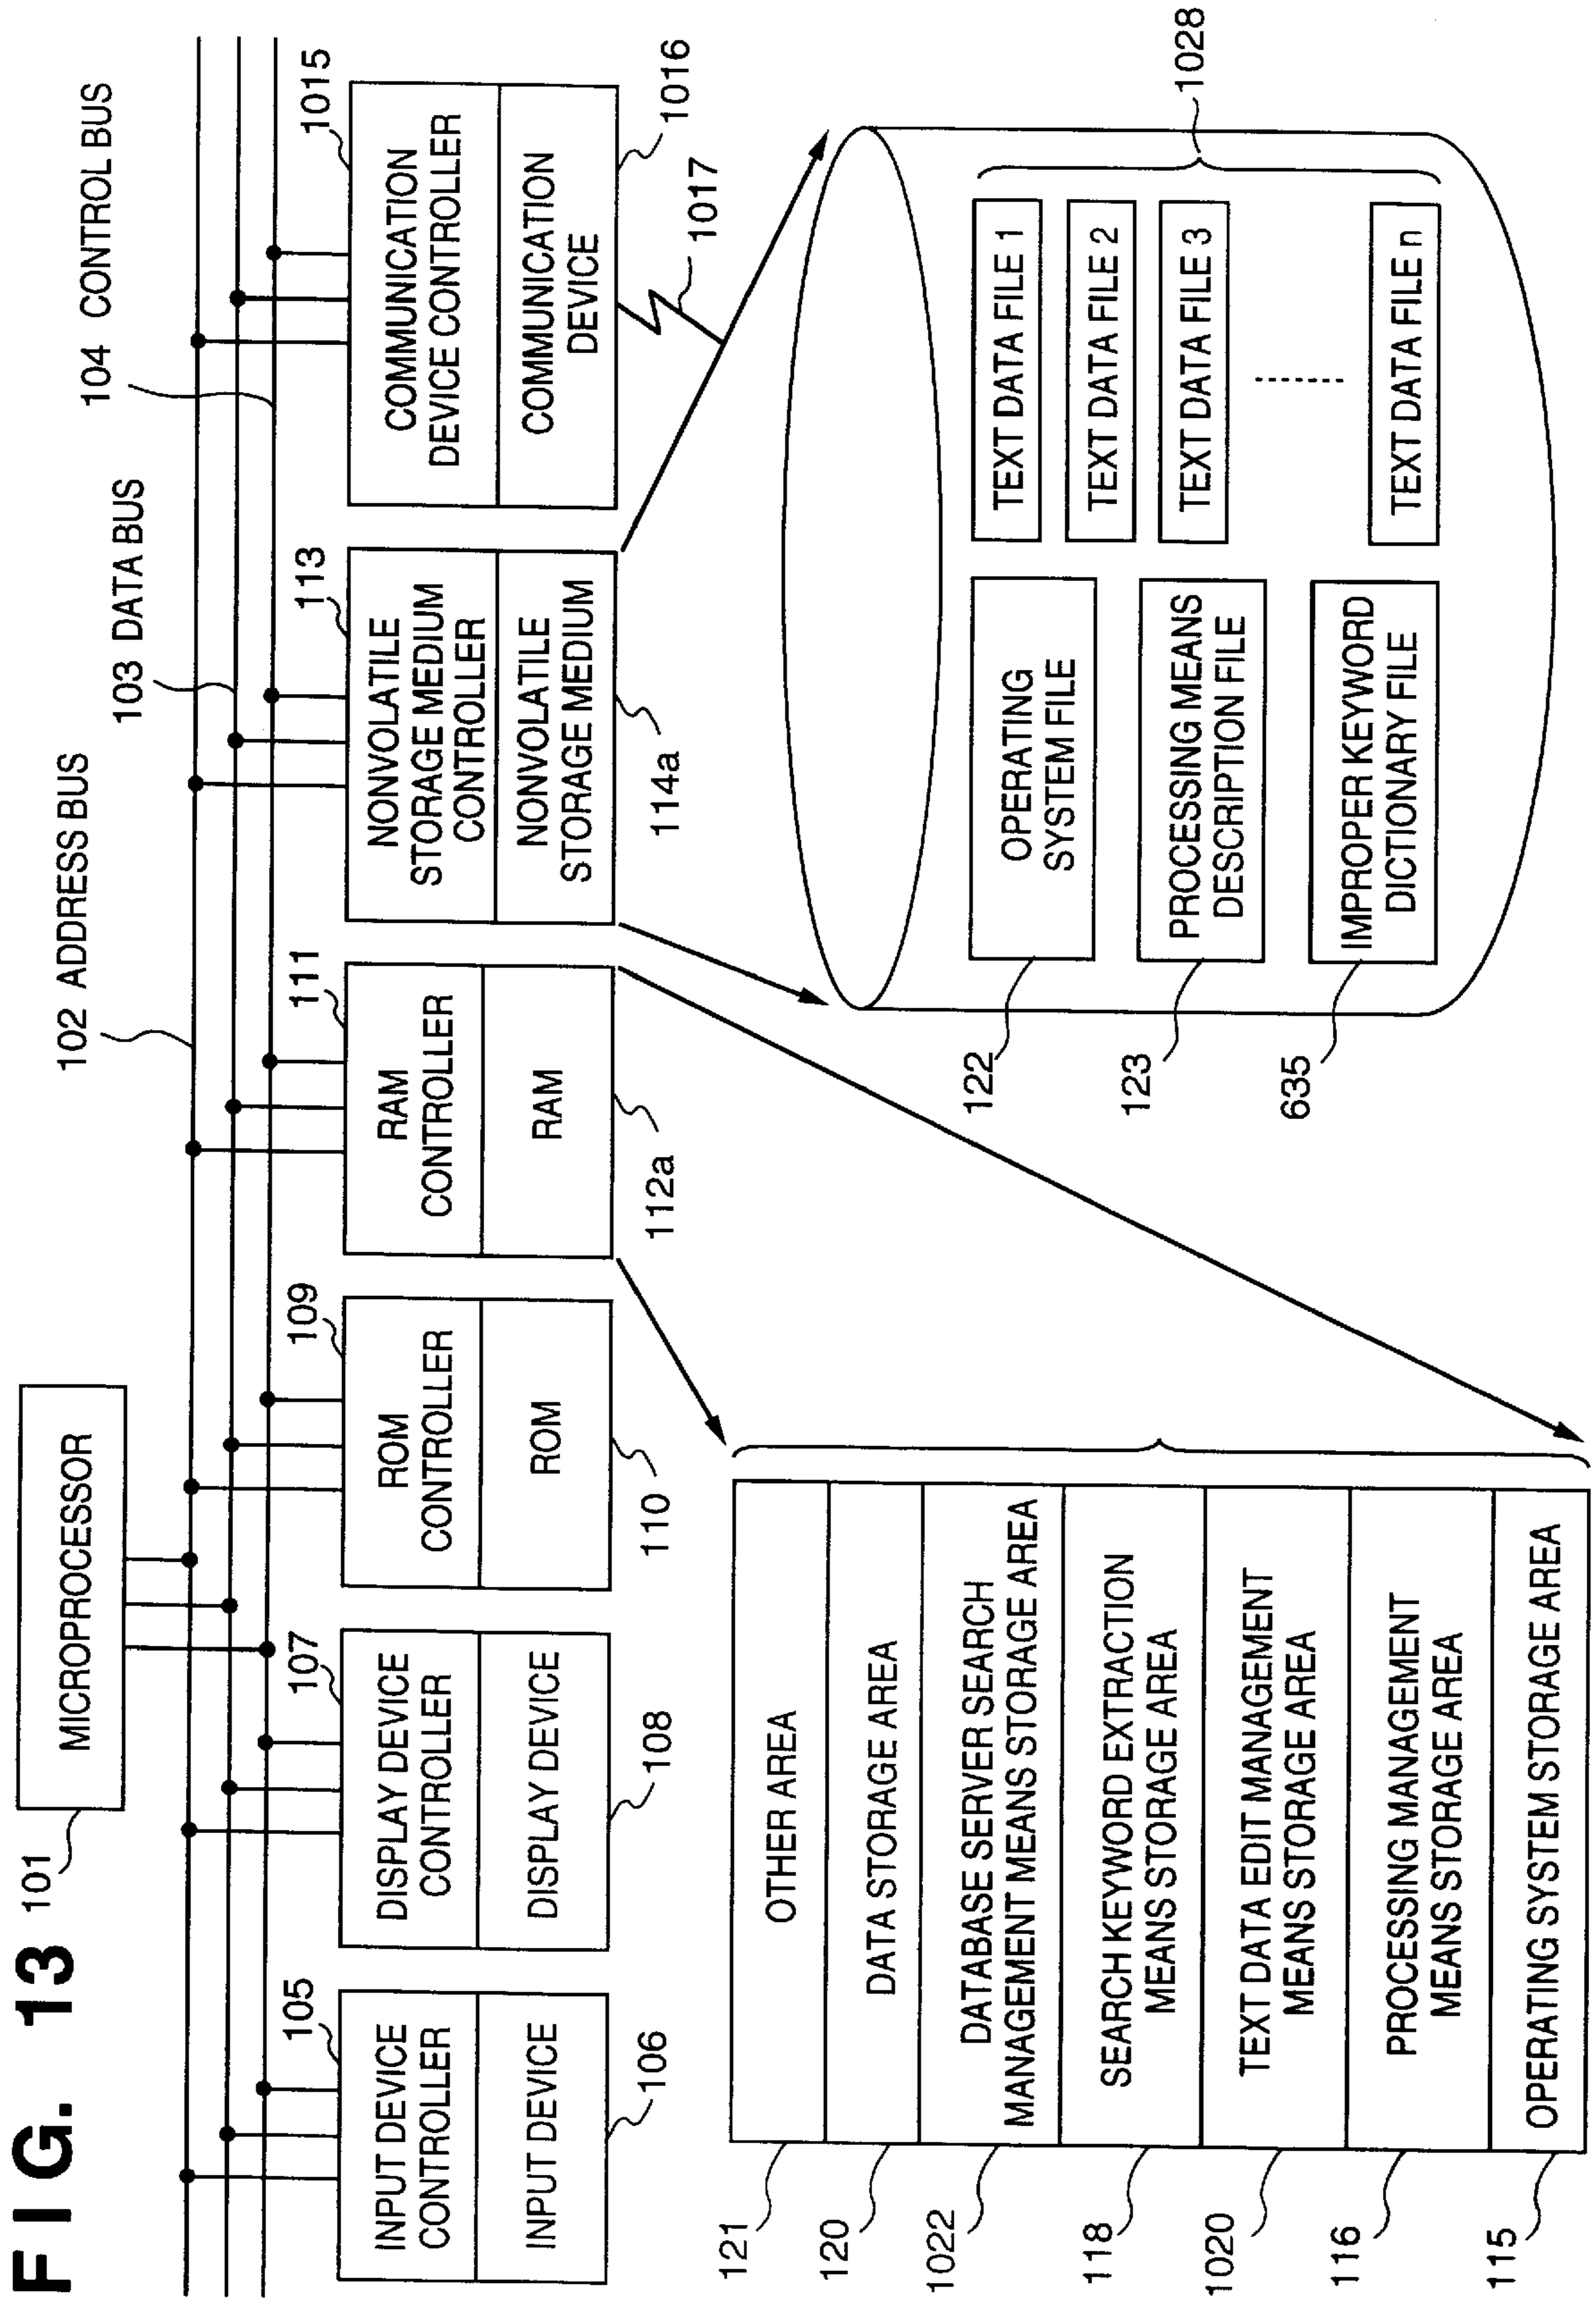 FIG. 13
101
MICROPROCESSOR
102 ADDRESS BUS
103 DATA BUS
104 CONTROL BUS
105
INPUT DEVICE
CONTROLLER
INPUT DEVICE
106
107
DISPLAY DEVICE
CONTROLLER
DISPLAY DEVICE
108
109
ROM
CONTROLLER
ROM
110
111
RAM
CONTROLLER
RAM
112a
113
NONVOLATILE
STORAGE MEDIUM
CONTROLLER
NONVOLATILE
STORAGE MEDIUM
114a
1015
COMMUNICATION
DEVICE CONTROLLER
COMMUNICATION
DEVICE
1016
1017
121
OTHER AREA
120
DATA STORAGE AREA
1022
DATABASE SERVER SEARCH
MANAGEMENT MEANS STORAGE AREA
118
SEARCH KEYWORD EXTRACTION
MEANS STORAGE AREA
1020
TEXT DATA EDIT MANAGEMENT
MEANS STORAGE AREA
116
PROCESSING MANAGEMENT
MEANS STORAGE AREA
115
OPERATING SYSTEM STORAGE AREA
122
OPERATING
SYSTEM FILE
123
PROCESSING MEANS
DESCRIPTION FILE
635
IMPROPER KEYWORD
DICTIONARY FILE
TEXT DATA FILE 1
TEXT DATA FILE 2
TEXT DATA FILE 3
TEXT DATA FILE n
1028